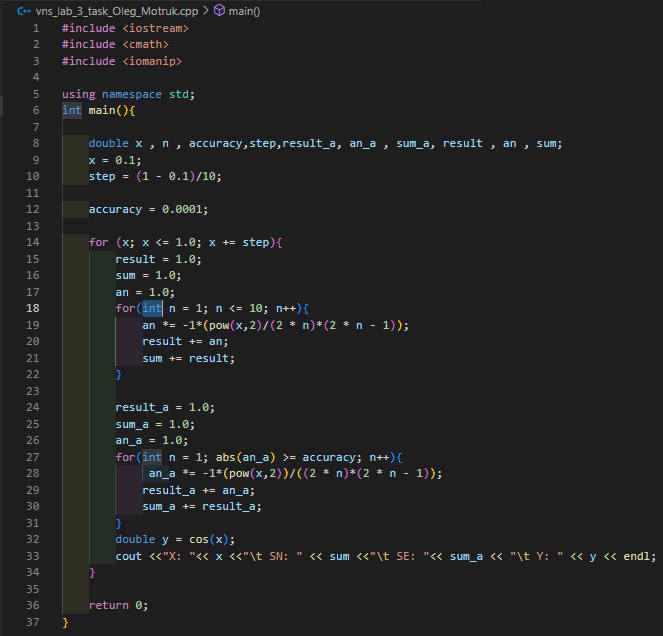 vns_lab_3_task_Oleg_Motruk.cpp > main()
1 #include <iostream>
2 #include <cmath>
3 #include <iomanip>
4
5 using namespace std;
6 int main(){
7
8 double x , n , accuracy,step,result_a, an_a , sum_a, result , an , sum;
9 x = 0.1;
10 step = (1 - 0.1)/10;
11
12 accuracy = 0.0001;
13
14 for (x; x <= 1.0; x += step){
15 result = 1.0;
16 sum = 1.0;
17 an = 1.0;
18 for(int n = 1; n <= 10; n++){
19 an *= -1*(pow(x,2)/(2 * n)*(2 * n - 1));
20 result += an;
21 sum += result;
22 }
23
24 result_a = 1.0;
25 sum_a = 1.0;
26 an_a = 1.0;
27 for(int n = 1; abs(an_a) >= accuracy; n++){
28 an_a *= -1*(pow(x,2))/((2 * n)*(2 * n - 1));
29 result_a += an_a;
30 sum_a += result_a;
31 }
32 double y = cos(x);
33 cout <<"X: "<< x <<"\t SN: " << sum <<"\t SE: "<< sum_a << "\t Y: " << y << endl;
34 }
35
36 return 0;
37 }